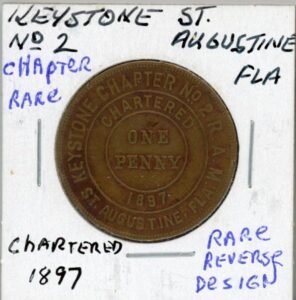 KEYSTONE ST.
No 2 AUGUSTINE
CHAPTER FLA
RARE
KEYSTONE CHAPTER No 2 R.A.M.
CHARTERED
ONE
PENNY
1897
ST. AUGUSTINE, FLA.
CHARTERED
1897
RARE
REVERSE
DESIGN